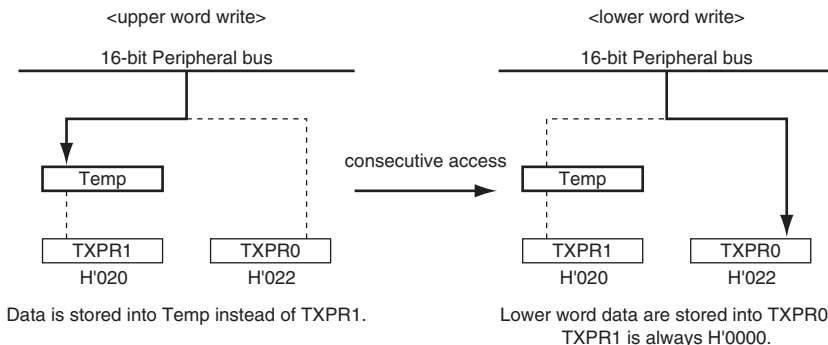 <upper word write>
16-bit Peripheral bus
Temp
TXPR1
H'020
TXPR0
H'022
Data is stored into Temp instead of TXPR1.
consecutive access
<lower word write>
16-bit Peripheral bus
Temp
TXPR1
H'020
TXPR0
H'022
Lower word data are stored into TXPR0
TXPR1 is always H'0000.